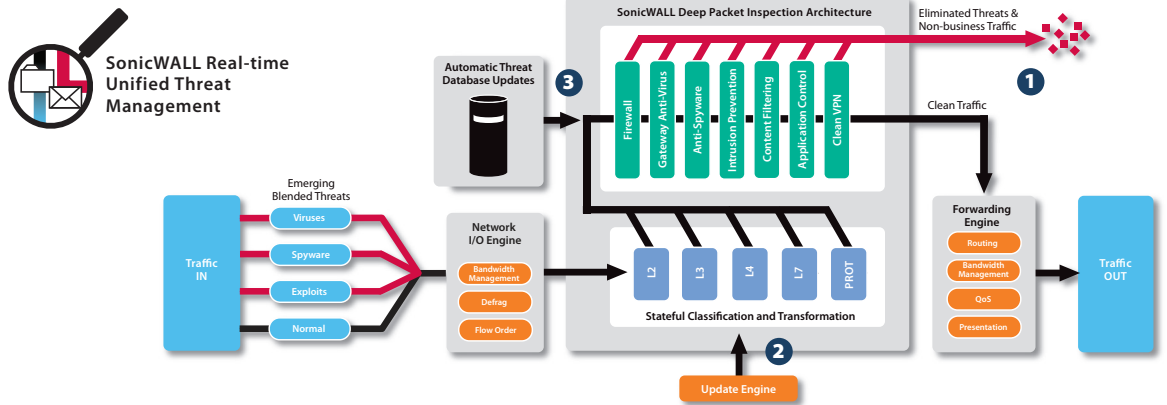 SonicWALL Real-time
Unified Threat
Management
SonicWALL Deep Packet Inspection Architecture
Eliminated Threats &
Non-business Traffic
1
Automatic Threat
Database Updates
3
Firewall
Gateway Anti-Virus
Anti-Spyware
Intrusion Prevention
Content Filtering
Application Control
Clean VPN
Clean Traffic
Emerging
Blended Threats
Traffic
IN
Viruses
Spyware
Exploits
Normal
Network
I/O Engine
Bandwidth
Management
Defrag
Flow Order
L2
L3
L4
L7
PROT
Stateful Classification and Transformation
2
Update Engine
Forwarding
Engine
Routing
Bandwidth
Management
QoS
Presentation
Traffic
OUT